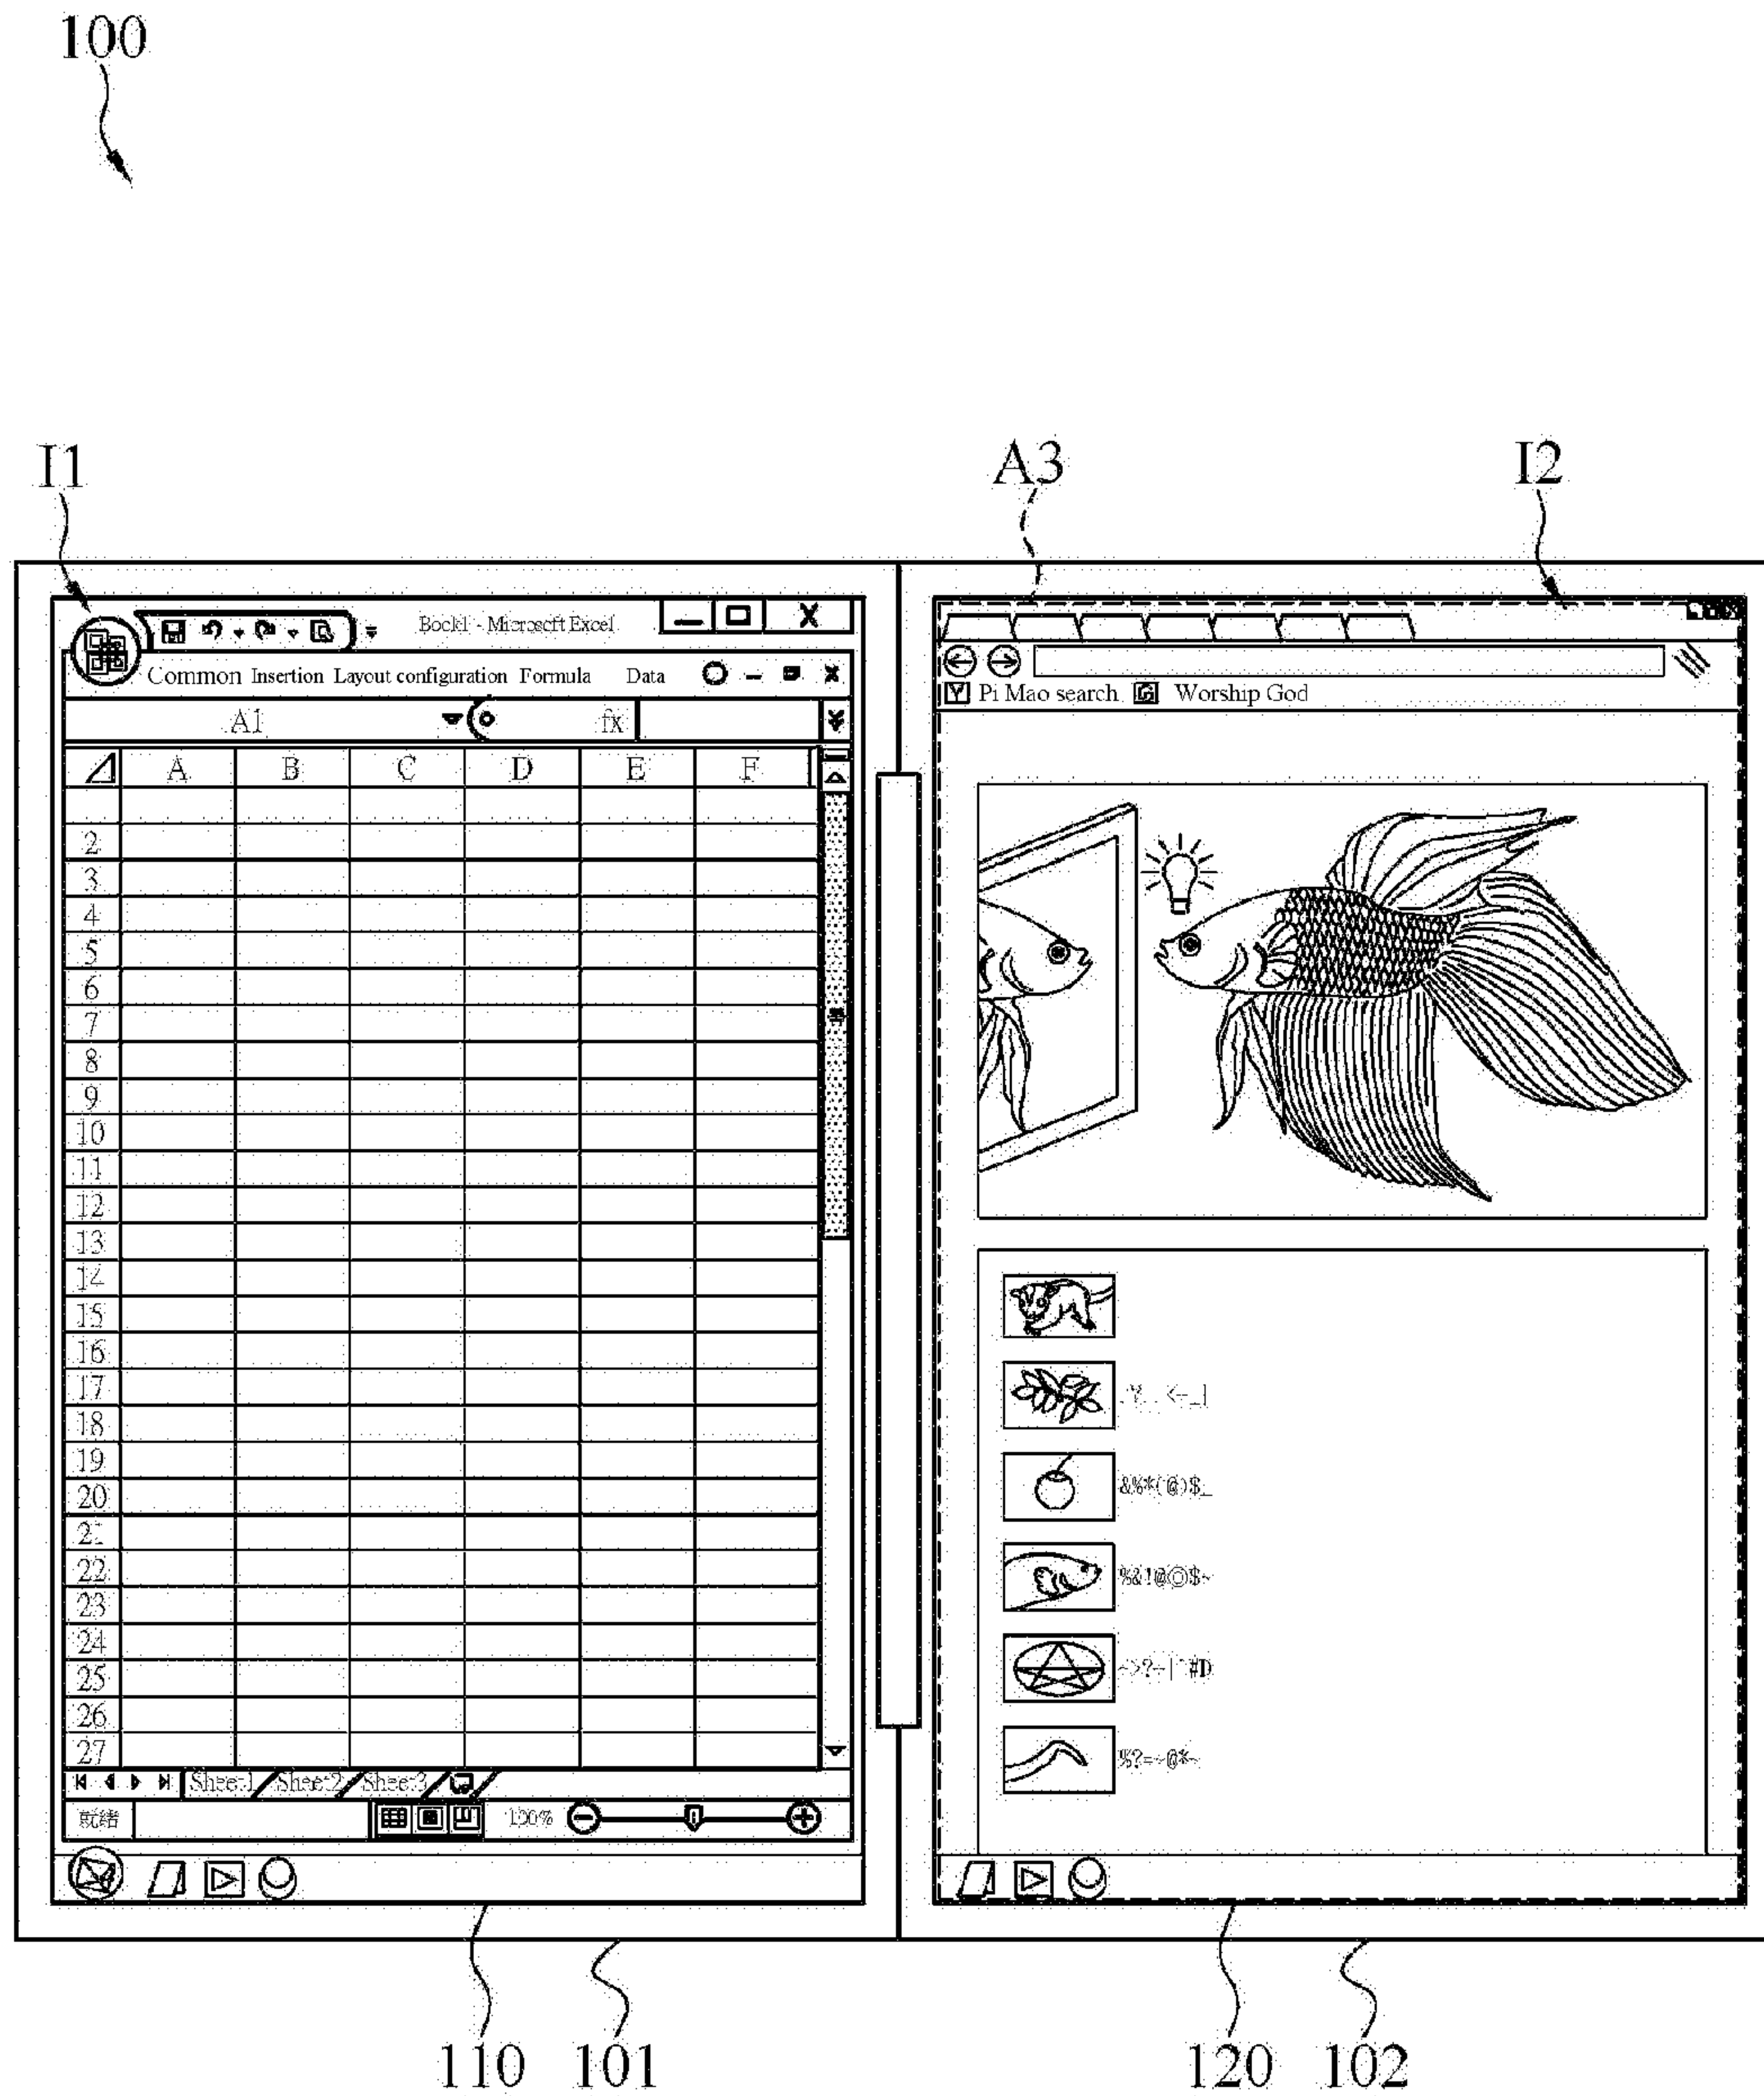 100
I1
A3
I2
Book1 - Microsoft Excel
Common Insertion Layout configuration Formula Data
A1
fx
Y Pi Mao search G Worship God
A B C D E F
2
3
4
5
6
7
8
9
10
11
12
13
14
15
16
17
18
19
20
21
22
23
24
25
26
27
&%*(@)$_
%&!@◎$~
%?=~@*~
Sheet1 Sheet2 Sheet3
就緒
100%
110 101 120 102